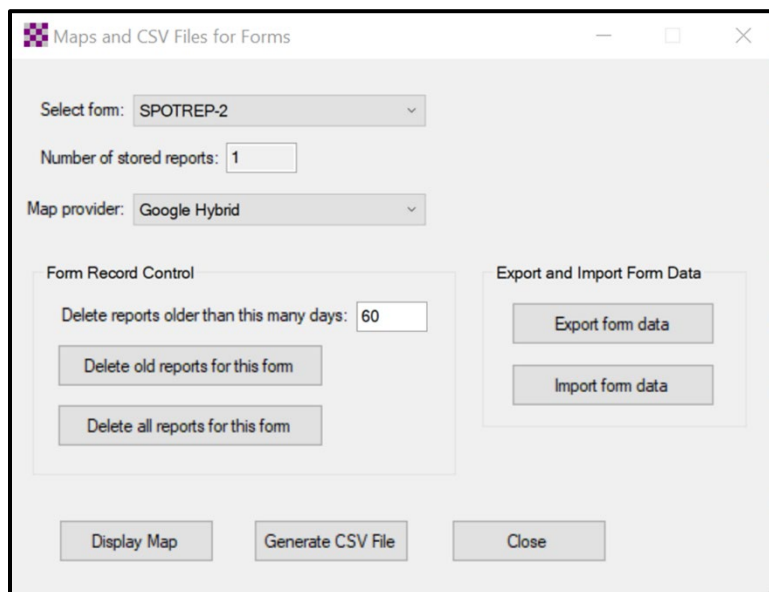 Maps and CSV Files for Forms
Select form: SPOTREP-2
Number of stored reports: 1
Map provider: Google Hybrid
Form Record Control
Delete reports older than this many days: 60
Delete old reports for this form
Delete all reports for this form
Export and Import Form Data
Export form data
Import form data
Display Map Generate CSV File Close